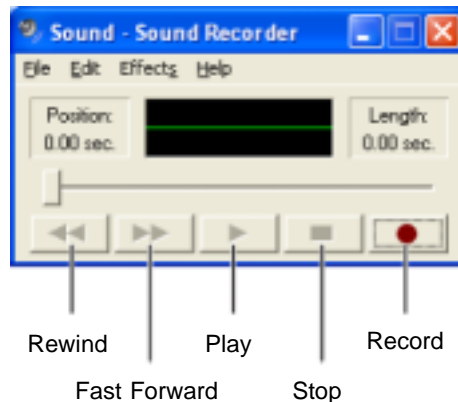 Sound - Sound Recorder
File Edit Effects Help
Position:
0.00 sec.
Length:
0.00 sec.
Rewind
Play
Record
Fast Forward
Stop